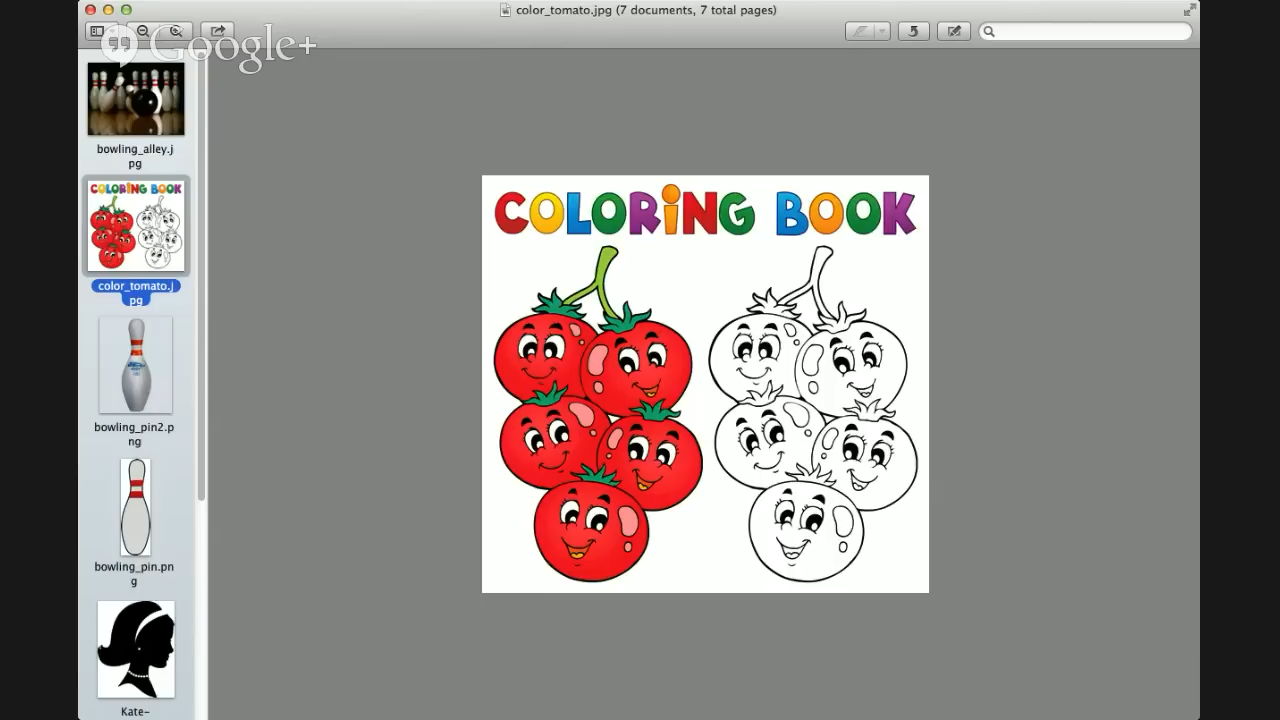 color_tomato.jpg (7 documents, 7 total pages)
Google+
bowling_alley.j
pg
COLORING BOOK
color_tomato.j
pg
bowling_pin2.p
ng
bowling_pin.pn
g
Kate-
COLORiNG BOOK